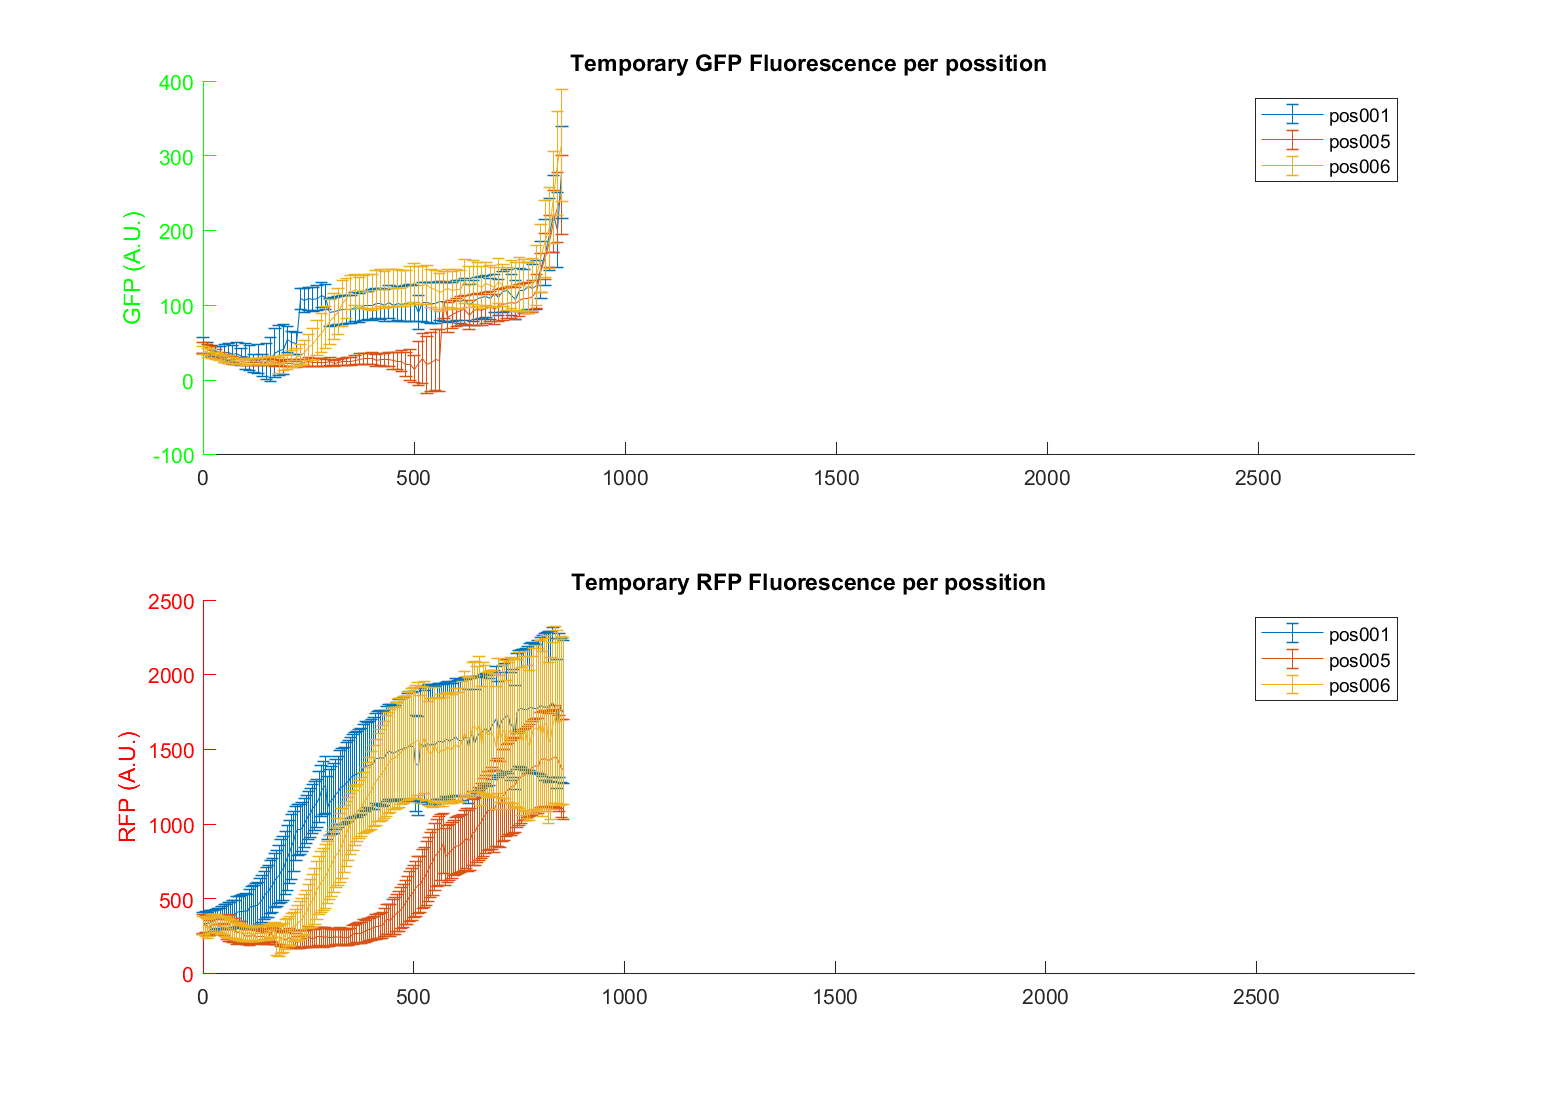 Temporary GFP Fluorescence per possition
400
300
200
100
0
-100
GFP (A.U.)
pos001
pos005
pos006
0 500 1000 1500 2000 2500
Temporary RFP Fluorescence per possition
2500
2000
1500
1000
500
0
RFP (A.U.)
pos001
pos005
pos006
0 500 1000 1500 2000 2500